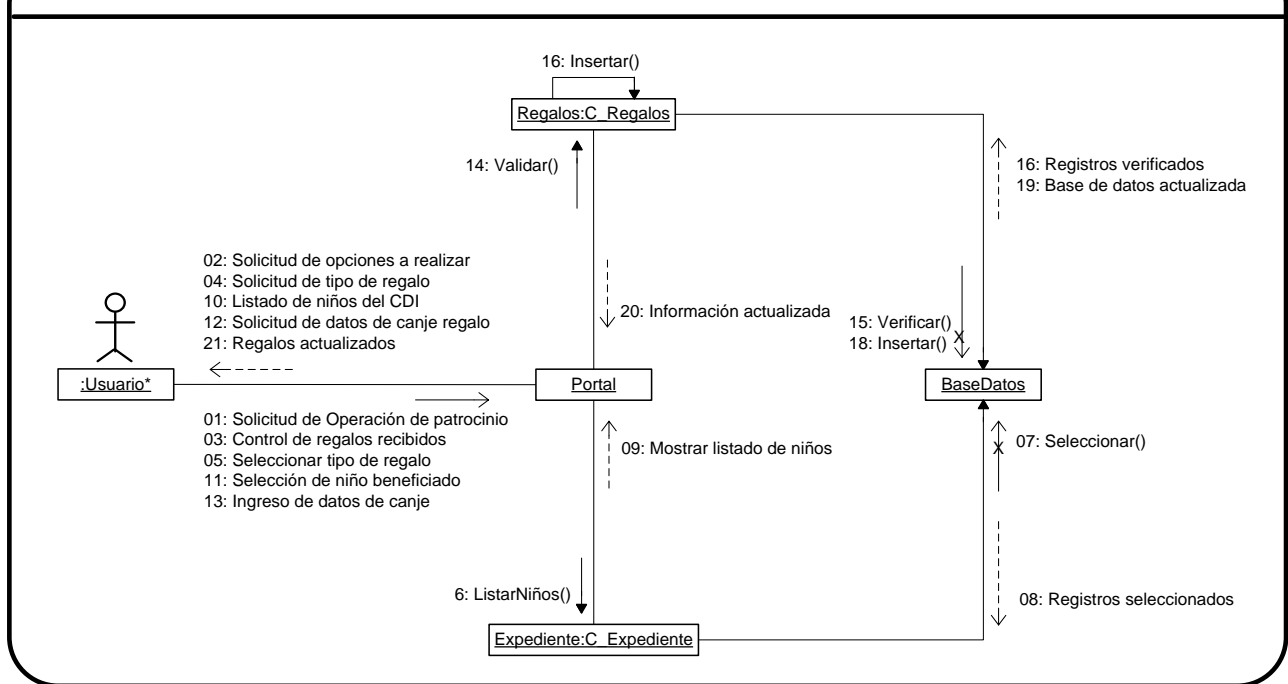 16: Insertar()
Regalos:C_Regalos
14: Validar()
16: Registros verificados
19: Base de datos actualizada
02: Solicitud de opciones a realizar
04: Solicitud de tipo de regalo
10: Listado de niños del CDI
12: Solicitud de datos de canje regalo
21: Regalos actualizados
20: Información actualizada
15: Verificar()
18: Insertar()
X
:Usuario*
Portal
BaseDatos
01: Solicitud de Operación de patrocinio
03: Control de regalos recibidos
05: Seleccionar tipo de regalo
11: Selección de niño beneficiado
13: Ingreso de datos de canje
09: Mostrar listado de niños
X
07: Seleccionar()
6: ListarNiños()
08: Registros seleccionados
Expediente:C_Expediente